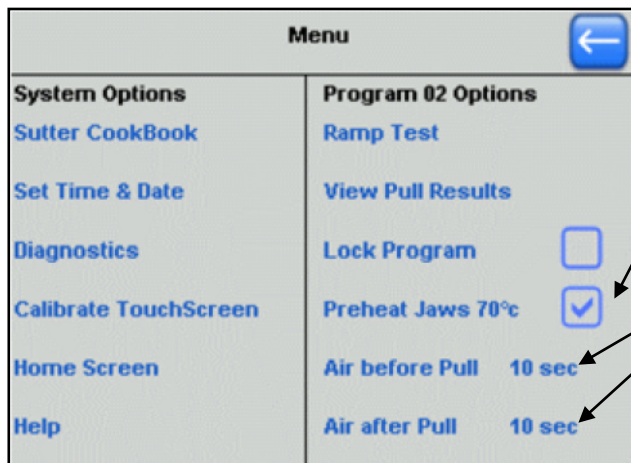 Menu
System Options
Sutter CookBook
Set Time & Date
Diagnostics
Calibrate TouchScreen
Home Screen
Help
Program 02 Options
Ramp Test
View Pull Results
Lock Program
Preheat Jaws 70°c
Air before Pull 10 sec
Air after Pull 10 sec